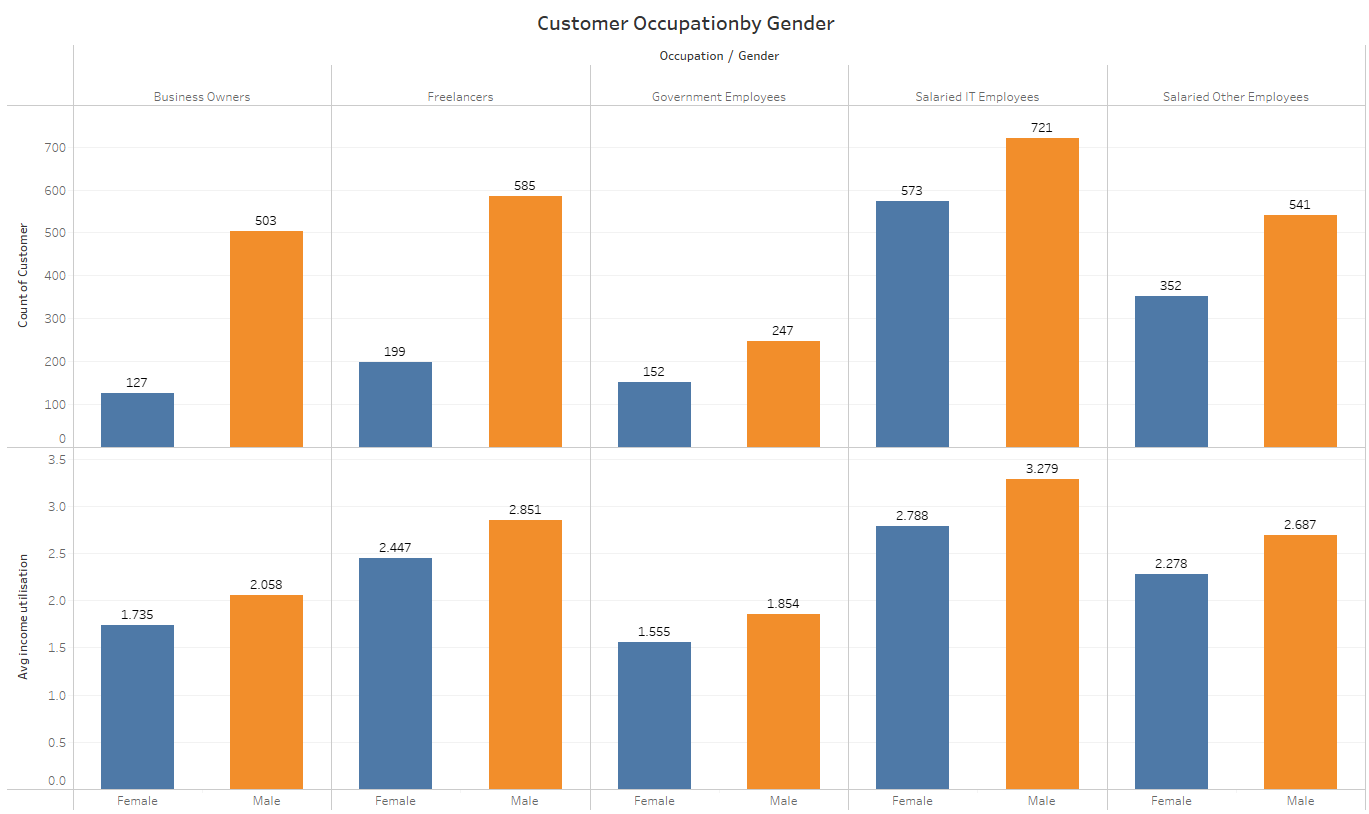 Customer Occupationby Gender
Occupation / Gender
Business Owners Freelancers Government Employees Salaried IT Employees Salaried Other Employees
Count of Customer
700
600
500
400
300
200
100
0
127 503 199 585 152 247 573 721 352 541
Avg income utilisation
3.5
3.0
2.5
2.0
1.5
1.0
0.5
0.0
1.735 2.058 2.447 2.851 1.555 1.854 2.788 3.279 2.278 2.687
Female Male Female Male Female Male Female Male Female Male